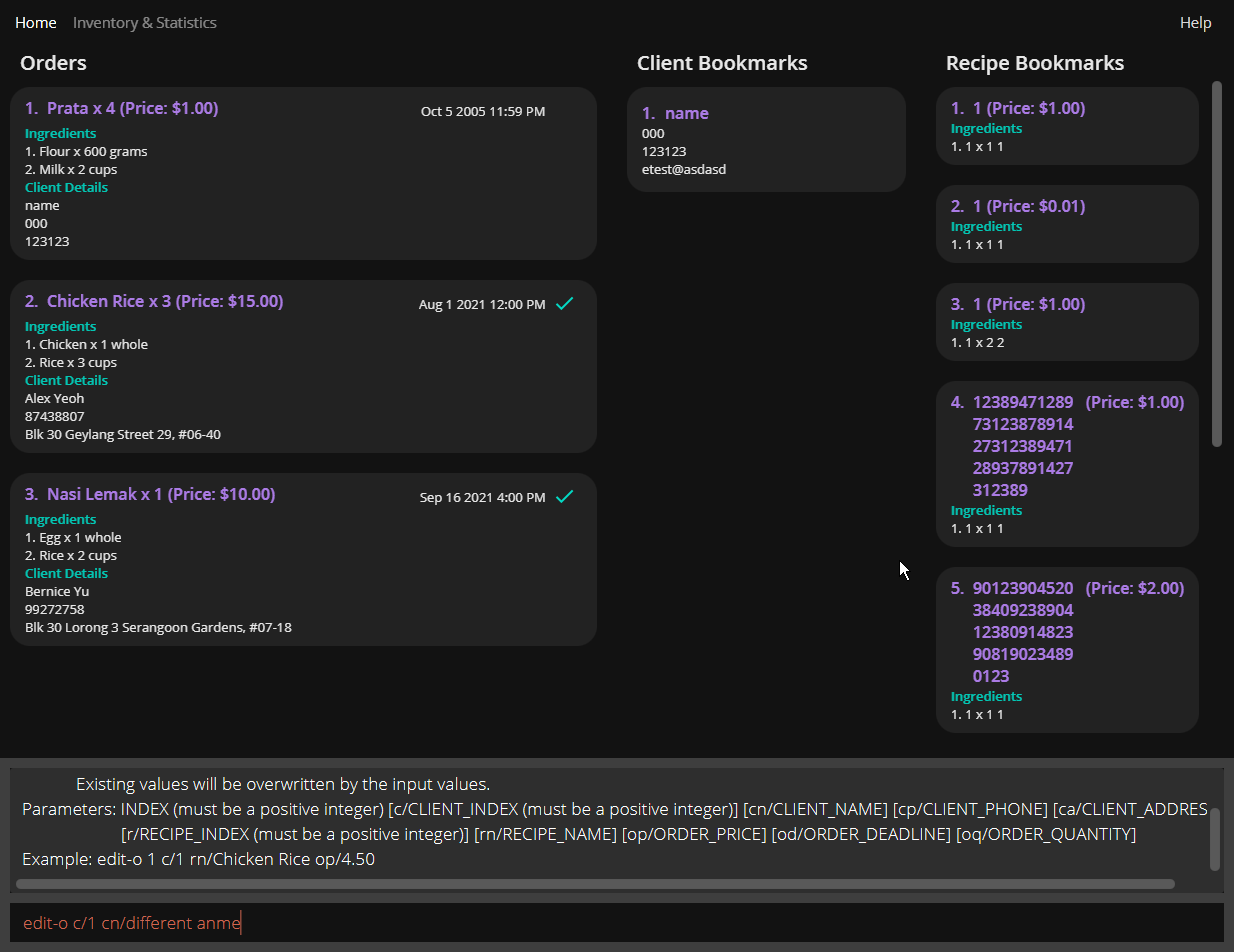 Home Inventory & Statistics Help
Orders
1. Prata x 4 (Price: $1.00) Oct 5 2005 11:59 PM
Ingredients
1. Flour x 600 grams
2. Milk x 2 cups
Client Details
name
000
123123
2. Chicken Rice x 3 (Price: $15.00) Aug 1 2021 12:00 PM
Ingredients
1. Chicken x 1 whole
2. Rice x 3 cups
Client Details
Alex Yeoh
87438807
Blk 30 Geylang Street 29, #06-40
3. Nasi Lemak x 1 (Price: $10.00) Sep 16 2021 4:00 PM
Ingredients
1. Egg x 1 whole
2. Rice x 2 cups
Client Details
Bernice Yu
99272758
Blk 30 Lorong 3 Serangoon Gardens, #07-18
Client Bookmarks
1. name
000
123123
etest@asdasd
Recipe Bookmarks
1. 1 (Price: $1.00)
Ingredients
1. 1 x 1 1
2. 1 (Price: $0.01)
Ingredients
1. 1 x 1 1
3. 1 (Price: $1.00)
Ingredients
1. 1 x 2 2
4. 12389471289 (Price: $1.00)
73123878914
27312389471
28937891427
312389
Ingredients
1. 1 x 1 1
5. 90123904520 (Price: $2.00)
38409238904
12380914823
90819023489
0123
Ingredients
1. 1 x 1 1
Existing values will be overwritten by the input values.
Parameters: INDEX (must be a positive integer) [c/CLIENT_INDEX (must be a positive integer)] [cn/CLIENT_NAME] [cp/CLIENT_PHONE] [ca/CLIENT_ADDRES
[r/RECIPE_INDEX (must be a positive integer)] [rn/RECIPE_NAME] [op/ORDER_PRICE] [od/ORDER_DEADLINE] [oq/ORDER_QUANTITY]
Example: edit-o 1 c/1 rn/Chicken Rice op/4.50
edit-o c/1 cn/different anme